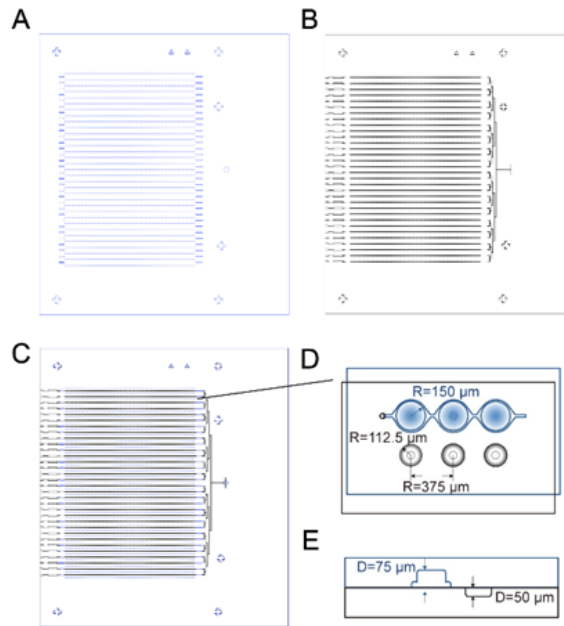 A
B
C
D
R=150 µm
R=112.5 µm
R=375 µm
E
D=75 µm
D=50 µm